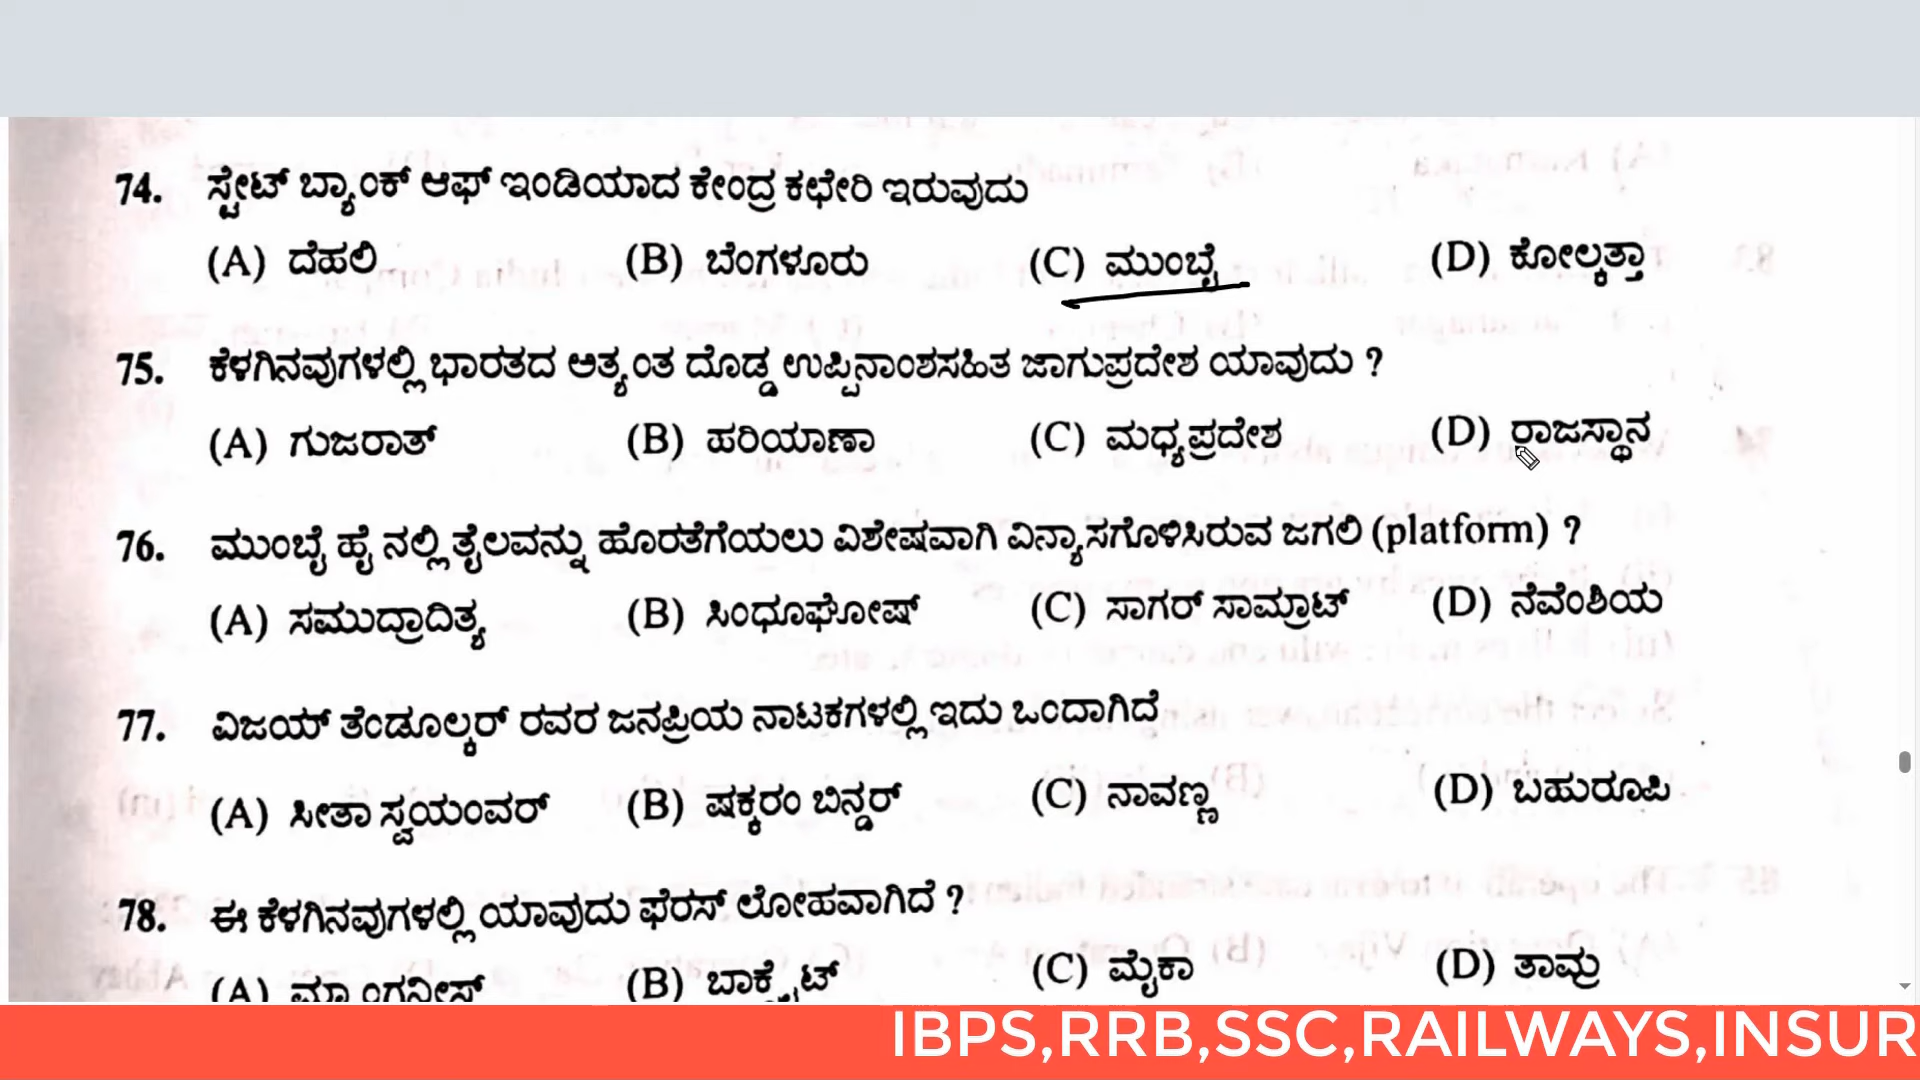 74. ಸ್ಟೇಟ್ ಬ್ಯಾಂಕ್ ಆಫ್ ಇಂಡಿಯಾದ ಕೇಂದ್ರ ಕಛೇರಿ ಇರುವುದು
(A) ದೆಹಲಿ (B) ಬೆಂಗಳೂರು (C) ಮುಂಬೈ (D) ಕೋಲ್ಕತ್ತಾ
75. ಕೆಳಗಿನವುಗಳಲ್ಲಿ ಭಾರತದ ಅತ್ಯಂತ ದೊಡ್ಡ ಉಪ್ಪಿನಾಂಶಸಹಿತ ಜಾಗುಪ್ರದೇಶ ಯಾವುದು ?
(A) ಗುಜರಾತ್ (B) ಹರಿಯಾಣಾ (C) ಮಧ್ಯಪ್ರದೇಶ (D) ರಾಜಸ್ಥಾನ
76. ಮುಂಬೈ ಹೈ ನಲ್ಲಿ ತೈಲವನ್ನು ಹೊರತೆಗೆಯಲು ವಿಶೇಷವಾಗಿ ವಿನ್ಯಾಸಗೊಳಿಸಿರುವ ಜಗಲಿ (platform) ?
(A) ಸಮುದ್ರಾದಿತ್ಯ (B) ಸಿಂಧೂಘೋಷ್ (C) ಸಾಗರ್ ಸಾಮ್ರಾಟ್ (D) ನೆವೆಂಶಿಯ
77. ವಿಜಯ್ ತೆಂಡೂಲ್ಕರ್ ರವರ ಜನಪ್ರಿಯ ನಾಟಕಗಳಲ್ಲಿ ಇದು ಒಂದಾಗಿದೆ
(A) ಸೀತಾ ಸ್ವಯಂವರ್ (B) ಷಕ್ಕರಂ ಬಿನ್ಡರ್ (C) ನಾವಣ್ಣ (D) ಬಹುರೂಪಿ
78. ಈ ಕೆಳಗಿನವುಗಳಲ್ಲಿ ಯಾವುದು ಫೆರಸ್ ಲೋಹವಾಗಿದೆ ?
(A) ಮ್ಯಾಂಗನೀಸ್ (B) ಬಾಕ್ಸೈಟ್ (C) ಮೈಕಾ (D) ತಾಮ್ರ
IBPS,RRB,SSC,RAILWAYS,INSUR